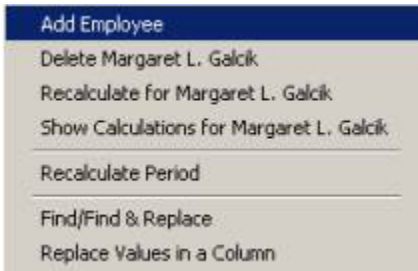 Add Employee
Delete Margaret L. Galcik
Recalculate for Margaret L. Galcik
Show Calculations for Margaret L. Galcik
Recalculate Period
Find/Find & Replace
Replace Values in a Column